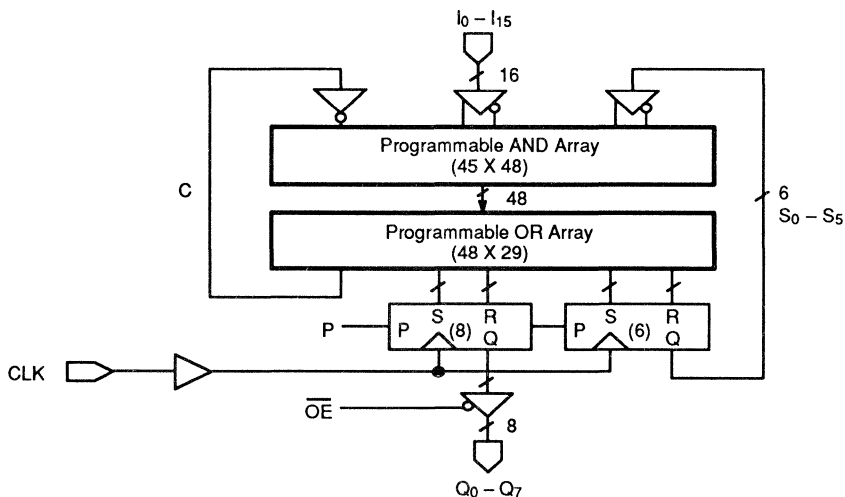 I₀ – I₁₅
16
Programmable AND Array
(45 X 48)
C
48
6
S₀ – S₅
Programmable OR Array
(48 X 29)
S R
S R
P
P (8) Q
P (6) Q
CLK
O̅E̅
8
Q₀ – Q₇